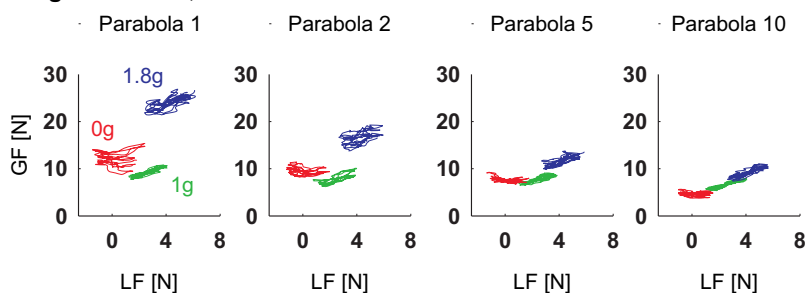 Parabola 1 Parabola 2 Parabola 5 Parabola 10
30 30 30 30
1.8g
20 20 20 20
0g
GF [N]
10 10 10 10
1g
0 0 0 0
0 4 8 0 4 8 0 4 8 0 4 8
LF [N] LF [N] LF [N] LF [N]